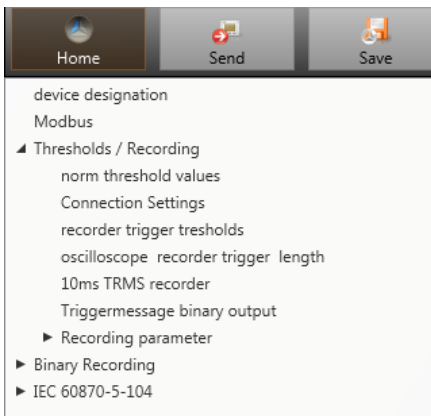 Home Send Save
device designation
Modbus
Thresholds / Recording
norm threshold values
Connection Settings
recorder trigger tresholds
oscilloscope recorder trigger length
10ms TRMS recorder
Triggermessage binary output
Recording parameter
Binary Recording
IEC 60870-5-104